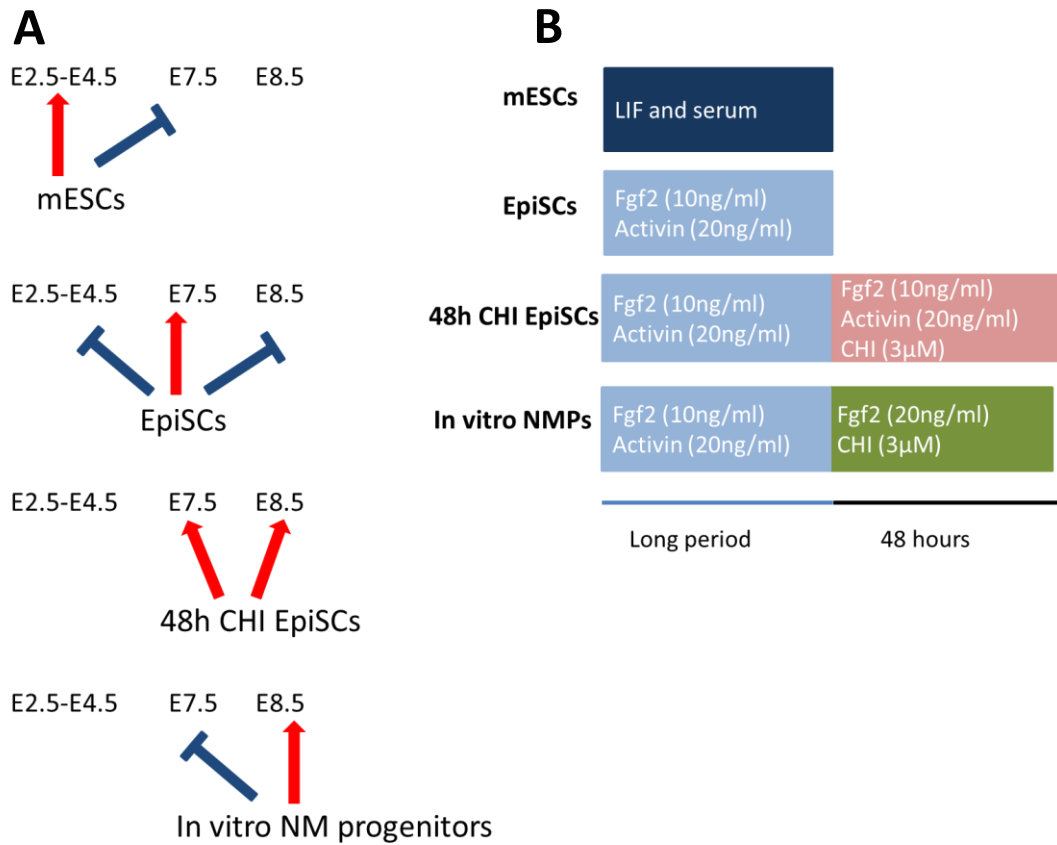 A
E2.5-E4.5 E7.5 E8.5
mESCs
E2.5-E4.5 E7.5 E8.5
EpiSCs
E2.5-E4.5 E7.5 E8.5
48h CHI EpiSCs
E2.5-E4.5 E7.5 E8.5
In vitro NM progenitors
B
mESCs
LIF and serum
EpiSCs
Fgf2 (10ng/ml)
Activin (20ng/ml)
48h CHI EpiSCs
Fgf2 (10ng/ml)
Activin (20ng/ml)
Fgf2 (10ng/ml)
Activin (20ng/ml)
CHI (3µM)
In vitro NMPs
Fgf2 (10ng/ml)
Activin (20ng/ml)
Fgf2 (20ng/ml)
CHI (3µM)
Long period 48 hours